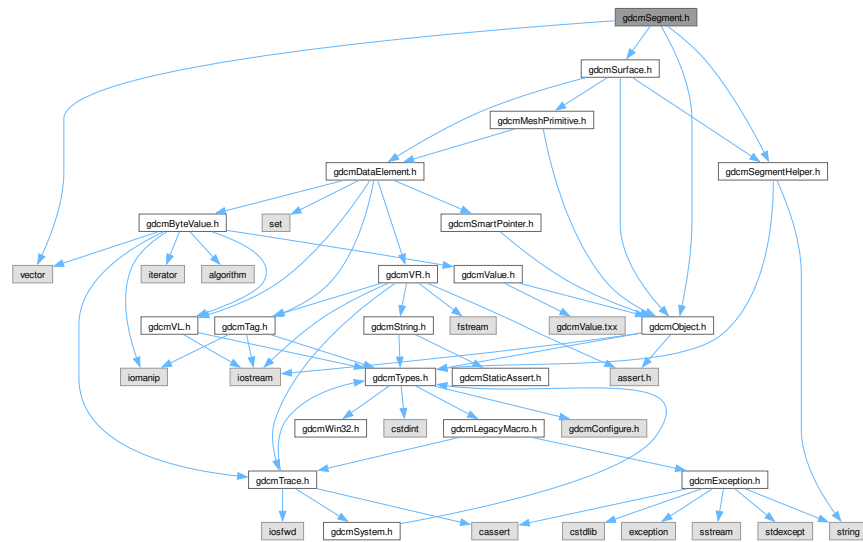 gdcmSegment.h
gdcmSurface.h
gdcmMeshPrimitive.h
gdcmDataElement.h
gdcmSegmentHelper.h
gdcmByteValue.h
set
gdcmSmartPointer.h
vector
iterator
algorithm
gdcmVR.h
gdcmValue.h
gdcmVL.h
gdcmTag.h
gdcmString.h
fstream
gdcmValue.txx
gdcmObject.h
iomanip
iostream
gdcmTypes.h
gdcmStaticAssert.h
assert.h
gdcmWin32.h
cstdint
gdcmLegacyMacro.h
gdcmConfigure.h
gdcmTrace.h
gdcmException.h
iosfwd
gdcmSystem.h
cassert
cstdlib
exception
sstream
stdexcept
string